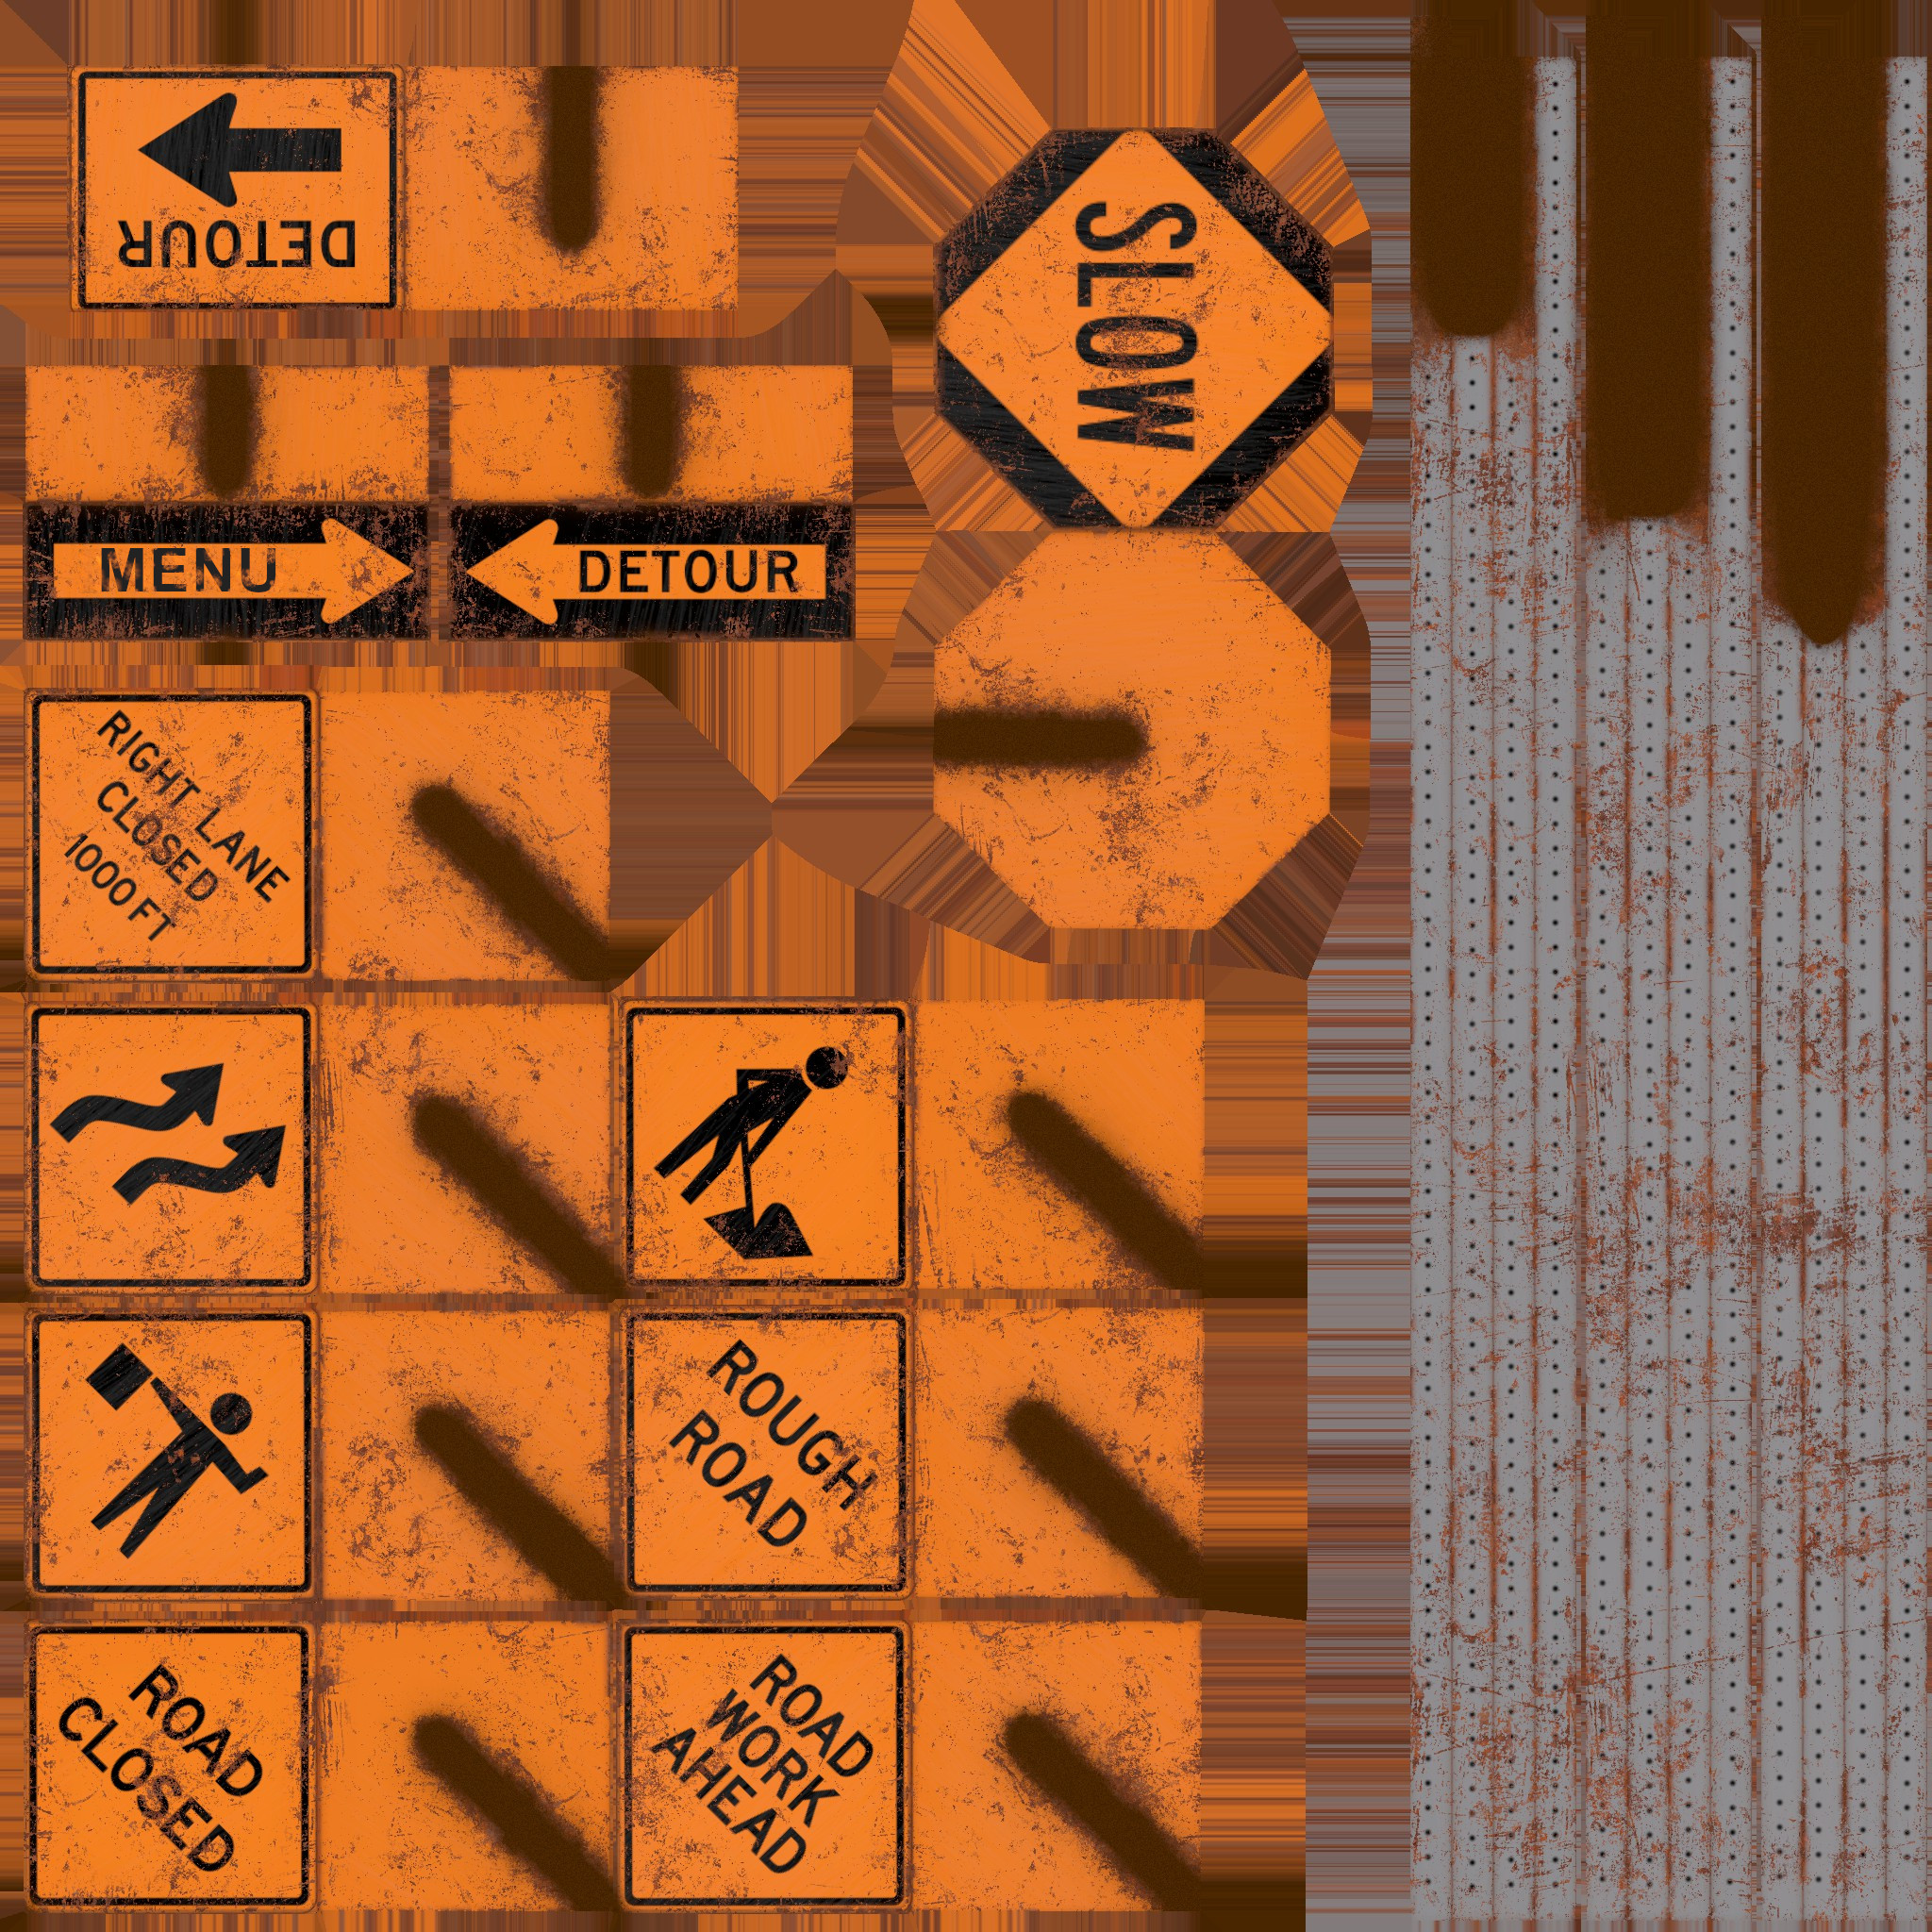 DETOUR
SLOW
MENU
DETOUR
RIGHT LANE
CLOSED
1000 FT
ROUGH
ROAD
ROAD
CLOSED
ROAD
WORK
AHEAD